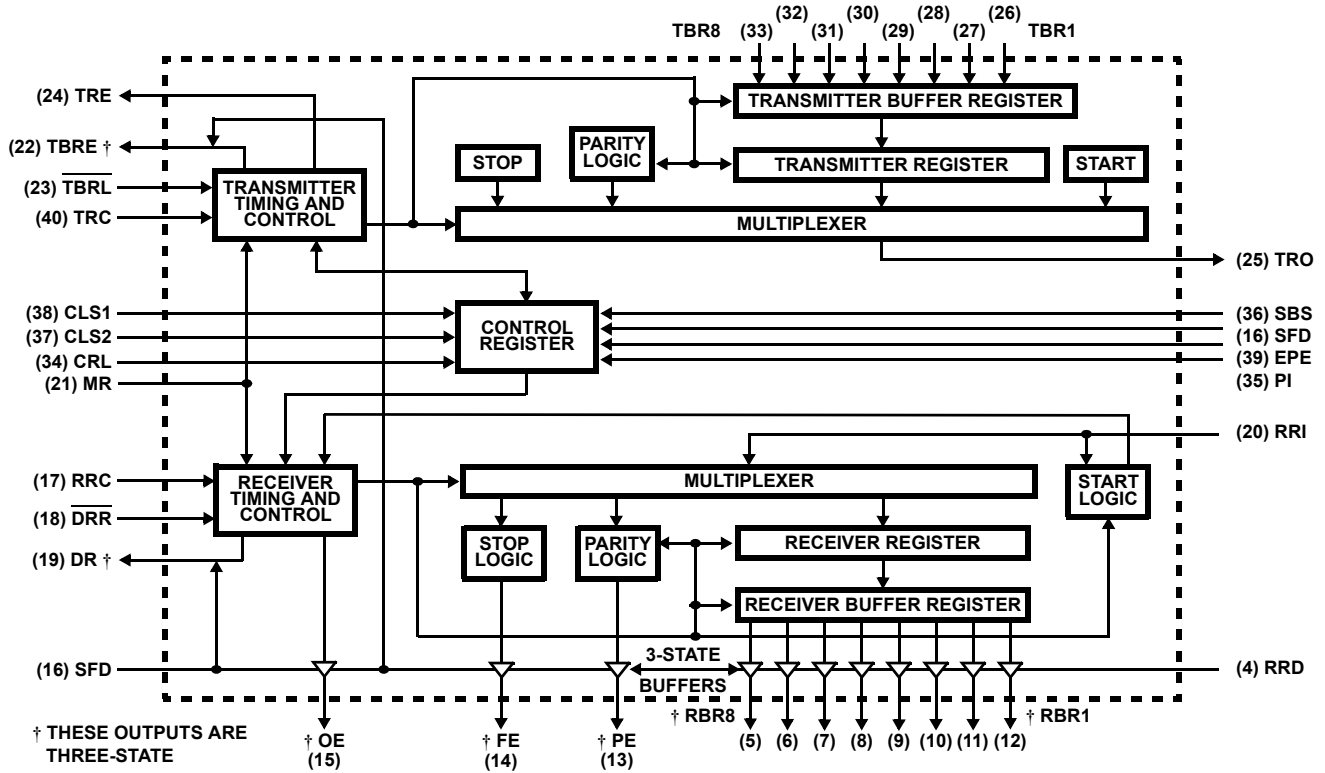 (32) (30) (28) (26)
TBR8 (33) (31) (29) (27) TBR1
(24) TRE
TRANSMITTER BUFFER REGISTER
(22) TBRE †
STOP
PARITY
LOGIC
TRANSMITTER REGISTER
START
(23) TBRL
TRANSMITTER
TIMING AND
CONTROL
(40) TRC
MULTIPLEXER
(25) TRO
(38) CLS1
(37) CLS2
(34) CRL
(21) MR
CONTROL
REGISTER
(36) SBS
(16) SFD
(39) EPE
(35) PI
(20) RRI
(17) RRC
(18) DRR
(19) DR †
RECEIVER
TIMING AND
CONTROL
MULTIPLEXER
START
LOGIC
STOP
LOGIC
PARITY
LOGIC
RECEIVER REGISTER
RECEIVER BUFFER REGISTER
(16) SFD
3-STATE
BUFFERS
(4) RRD
† RBR8
† RBR1
† THESE OUTPUTS ARE
THREE-STATE
† OE
(15)
† FE
(14)
† PE
(13)
(5) (6) (7) (8) (9) (10) (11) (12)